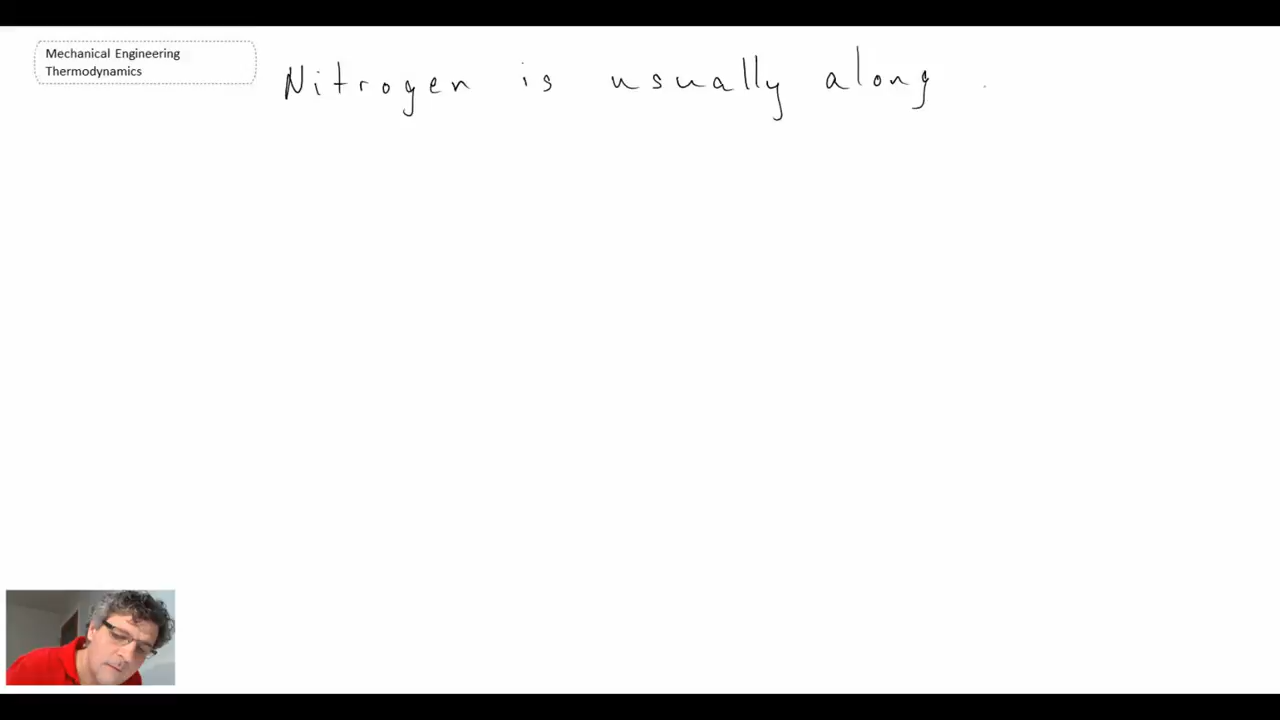 Mechanical Engineering
Thermodynamics
Nitrogen is usually along